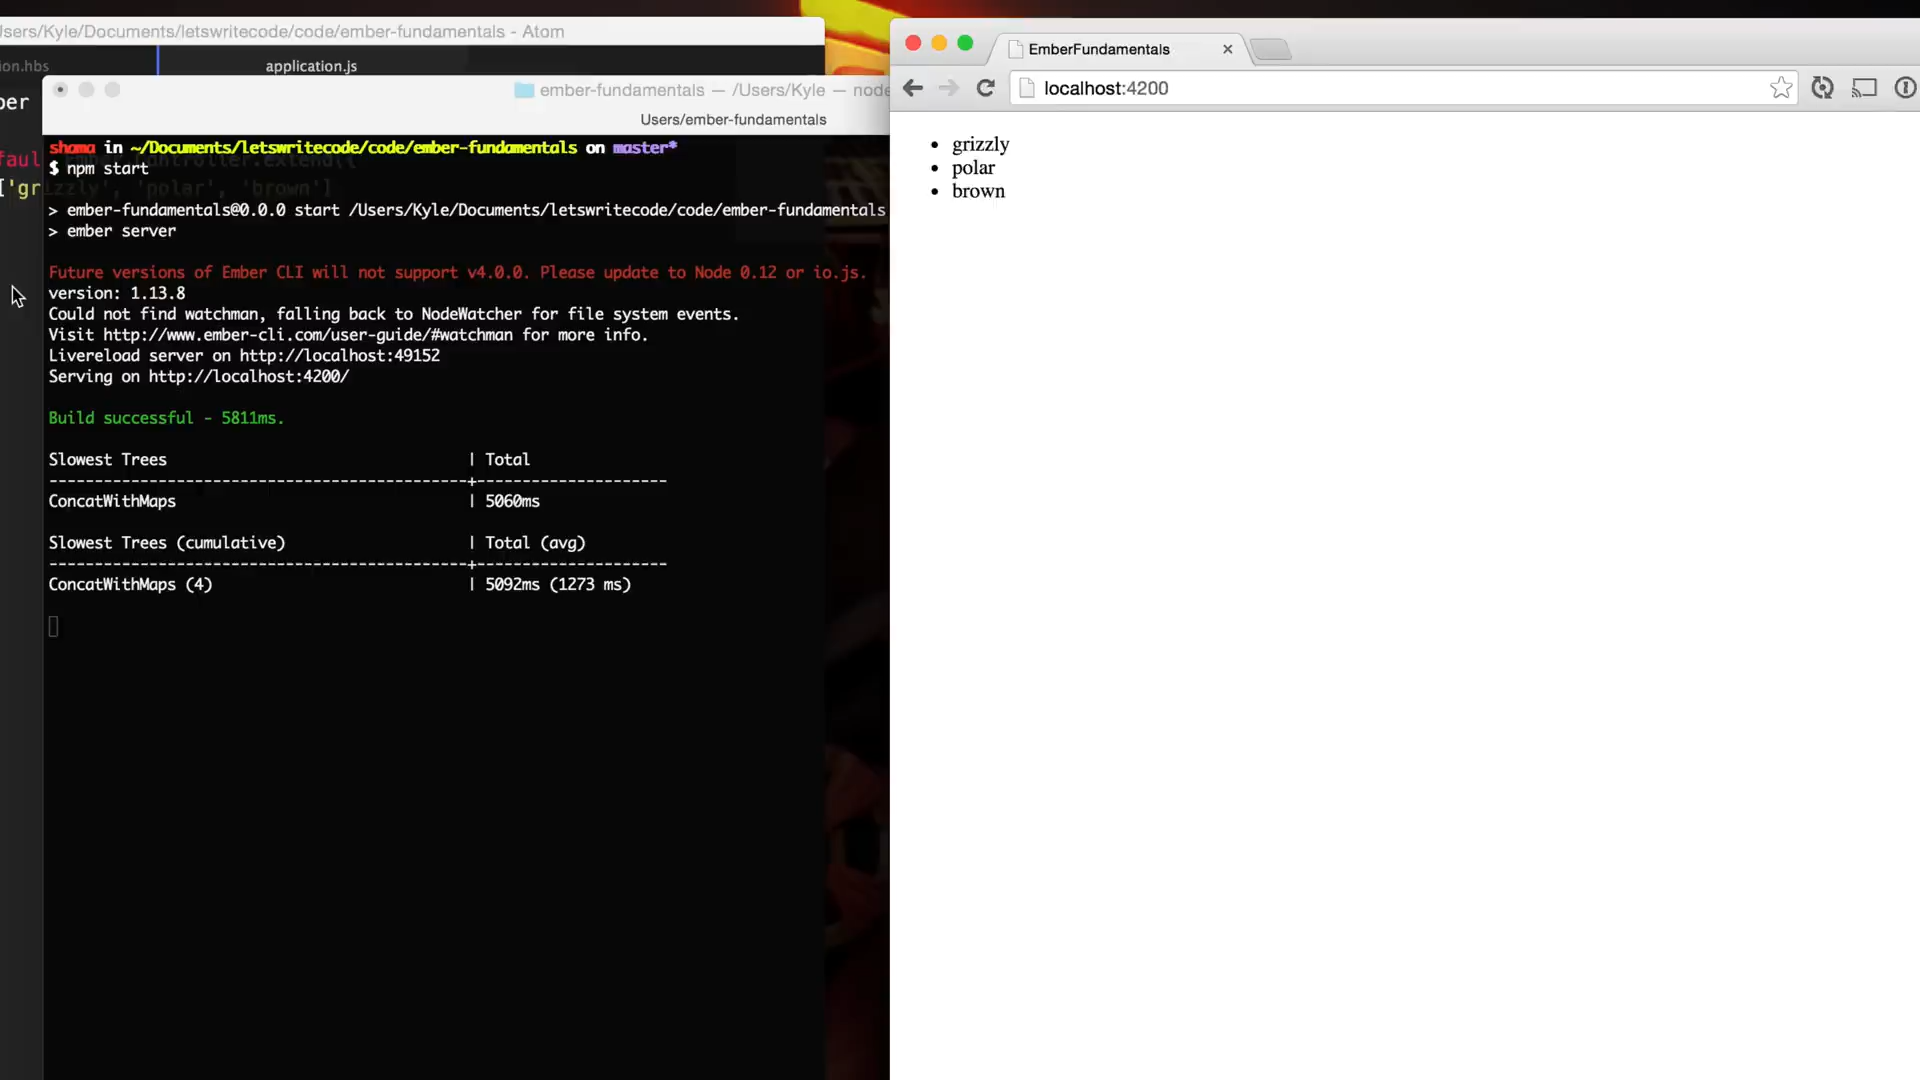 Users/Kyle/Documents/letswritecode/code/ember-fundamentals - Atom
ion.hbs
application.js
ember-fundamentals — /Users/Kyle — node
Users/ember-fundamentals
shama in ~/Documents/letswritecode/code/ember-fundamentals on master*
$ npm start
> ember-fundamentals@0.0.0 start /Users/Kyle/Documents/letswritecode/code/ember-fundamentals
> ember server
Future versions of Ember CLI will not support v4.0.0. Please update to Node 0.12 or io.js.
version: 1.13.8
Could not find watchman, falling back to NodeWatcher for file system events.
Visit http://www.ember-cli.com/user-guide/#watchman for more info.
Livereload server on http://localhost:49152
Serving on http://localhost:4200/
Build successful - 5811ms.
Slowest Trees | Total
----------------------------------------------+---------------------
ConcatWithMaps | 5060ms
Slowest Trees (cumulative) | Total (avg)
----------------------------------------------+---------------------
ConcatWithMaps (4) | 5092ms (1273 ms)
ber
faul Ember.Controller.extend({
['grizzly', 'polar', 'brown']
EmberFundamentals
localhost:4200
• grizzly
• polar
• brown